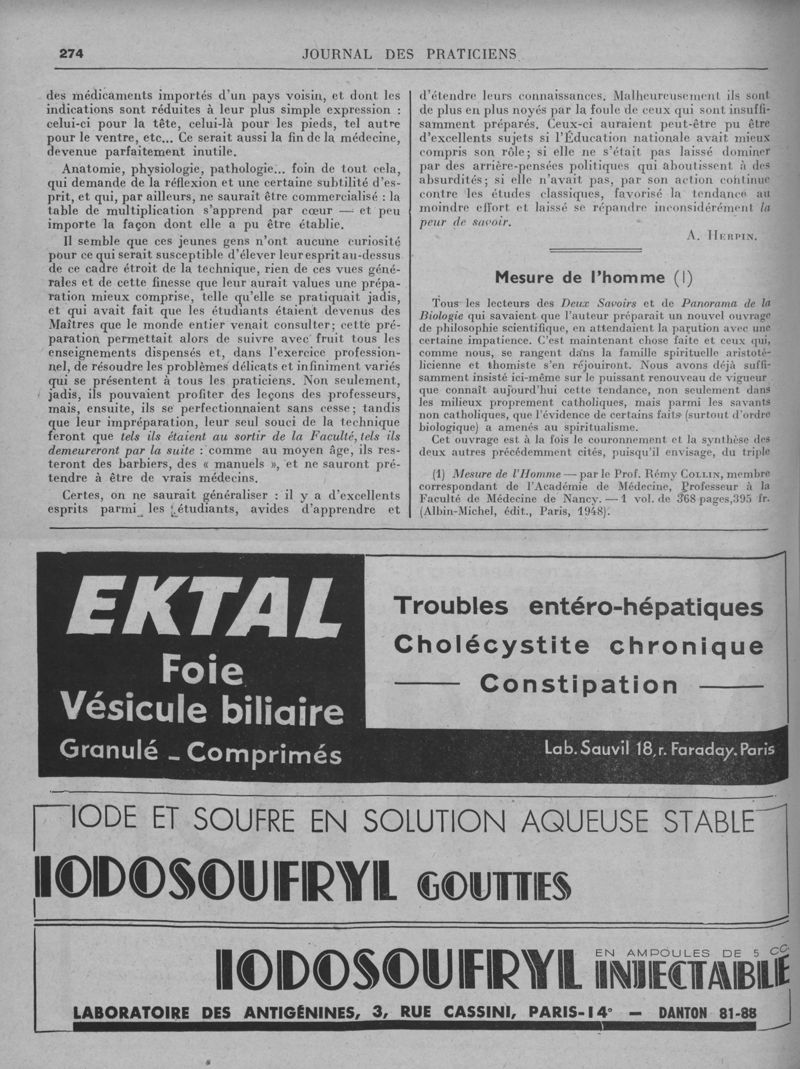 274
JOURNAL DES PRATICIENS
des médicaments importés d'un pays voisin, et dont les
indications sont réduites à leur plus simple expression :
celui-ci pour la tête, celui-là pour les pieds, tel autre
pour le ventre, etc... Ce serait aussi la fin de la médecine,
devenue parfaitement inutile.
Anatomie, physiologie, pathologie... foin de tout cela,
qui demande de la réflexion et une certaine subtilité d'es-
prit, et qui, par ailleurs, ne saurait être commercialisé : la
table de multiplication s'apprend par cœur — et peu
importe la façon dont elle a pu être établie.
Il semble que ces jeunes gens n'ont aucune curiosité
pour ce qui serait susceptible d'élever leur esprit au-dessus
de ce cadre étroit de la technique, rien de ces vues géné-
rales et de cette finesse que leur aurait values une prépa-
ration mieux comprise, telle qu'elle se pratiquait jadis,
et qui avait fait que les étudiants étaient devenus des
Maîtres que le monde entier venait consulter; cette pré-
paration permettait alors de suivre avec fruit tous les
enseignements dispensés et, dans l'exercice profession-
nel, de résoudre les problèmes délicats et infiniment variés
qui se présentent à tous les praticiens. Non seulement,
jadis, ils pouvaient profiter des leçons des professeurs,
mais, ensuite, ils se perfectionnaient sans cesse; tandis
que leur impréparation, leur seul souci de la technique
feront que tels ils étaient au sortir de la Faculté, tels ils
demeureront par la suite : comme au moyen âge, ils res-
teront des barbiers, des « manuels », et ne sauront pré-
tendre à être de vrais médecins.
Certes, on ne saurait généraliser : il y a d'excellents
esprits parmi les étudiants, avides d'apprendre et
d'étendre leurs connaissances. Malheureusement ils sont
de plus en plus noyés par la foule de ceux qui sont insuffi-
samment préparés. Ceux-ci auraient peut-être pu être
d'excellents sujets si l'Éducation nationale avait mieux
compris son rôle; si elle ne s'était pas laissé dominer
par des arrière-pensées politiques qui aboutissent à des
absurdités; si elle n'avait pas, par son action continue
contre les études classiques, favorisé la tendance au
moindre effort et laissé se répandre inconsidérément la
peur de savoir.
A. HERPIN.
Mesure de l'homme (I)
Tous les lecteurs des Deux Savoirs et de Panorama de la
Biologie qui savaient que l'auteur préparait un nouvel ouvrage
de philosophie scientifique, en attendaient la parution avec une
certaine impatience. C'est maintenant chose faite et ceux qui,
comme nous, se rangent dans la famille spirituelle aristoté-
licienne et thomiste s'en réjouiront. Nous avons déjà suffi-
samment insisté ici-même sur le puissant renouveau de vigueur
que connaît aujourd'hui cette tendance, non seulement dans
les milieux proprement catholiques, mais parmi les savants
non catholiques, que l'évidence de certains faits (surtout d'ordre
biologique) a amenés au spiritualisme.
Cet ouvrage est à la fois le couronnement et la synthèse des
deux autres précédemment cités, puisqu'il envisage, du triple
(1) Mesure de l'Homme — par le Prof. Rémy COLLIN, membre
correspondant de l'Académie de Médecine, Professeur à la
Faculté de Médecine de Nancy. — 1 vol. de 368 pages, 395 fr.
(Albin-Michel, édit., Paris, 1948).
EKTAL
Foie
Vésicule biliaire
Granulé - Comprimés
Troubles entéro-hépatiques
Cholécystite chronique
— Constipation —
Lab. Sauvil 18, r. Faraday. Paris
IODE ET SOUFRE EN SOLUTION AQUEUSE STABLE
IODOSOUFRYL GOUTTES
IODOSOUFRYL EN AMPOULES DE 5 CC. INJECTABLE
LABORATOIRE DES ANTIGÉNINES, 3, RUE CASSINI, PARIS-14° — DANTON 81-88